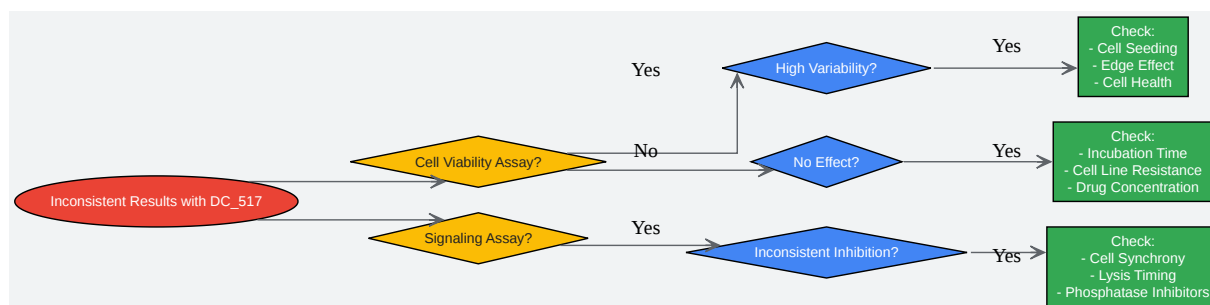 Inconsistent Results with DC_517
Cell Viability Assay?
Signaling Assay?
Yes
No
Yes
High Variability?
No Effect?
Inconsistent Inhibition?
Yes
Yes
Yes
Check:
- Cell Seeding
- Edge Effect
- Cell Health
Check:
- Incubation Time
- Cell Line Resistance
- Drug Concentration
Check:
- Cell Synchrony
- Lysis Timing
- Phosphatase Inhibitors